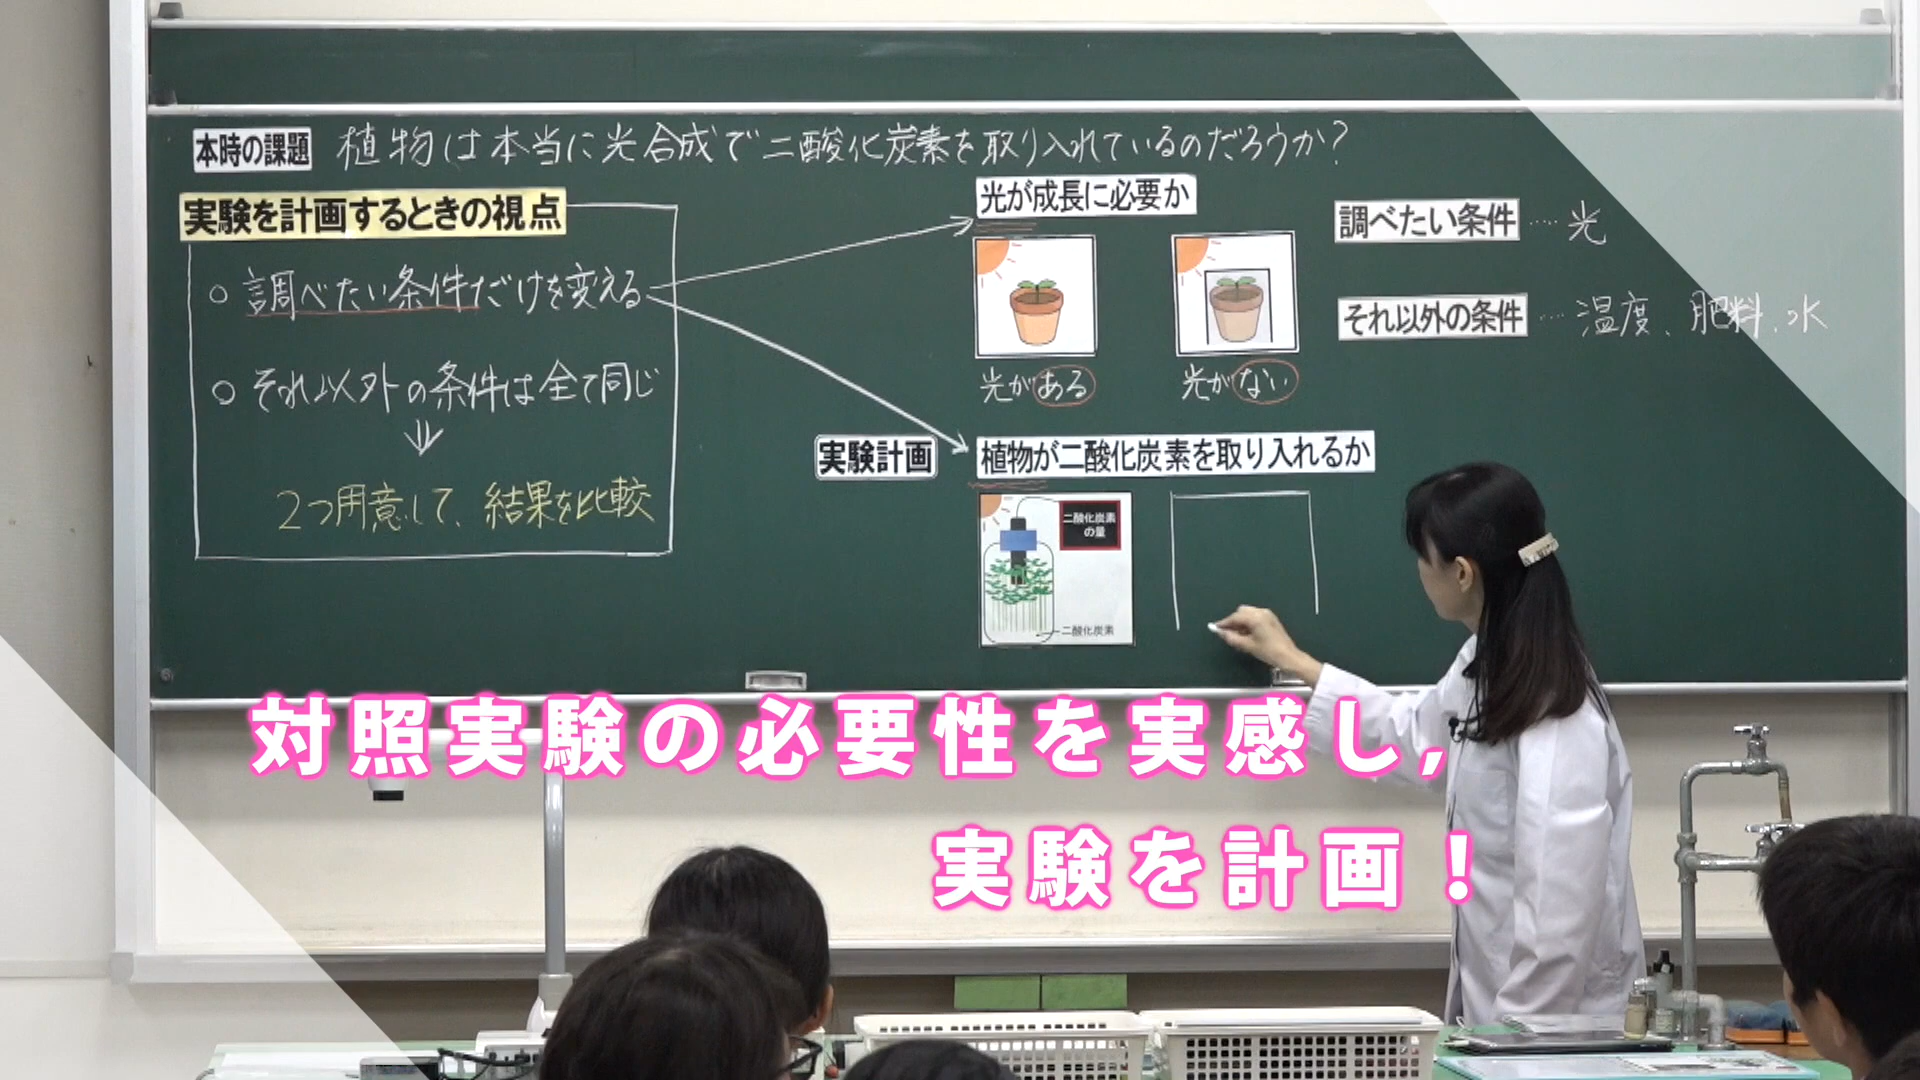 本時の課題 植物は本当に光合成で二酸化炭素を取り入れているのだろうか?
実験を計画するときの視点
○ 調べたい条件だけを変える
○ それ以外の条件は全て同じ
⇓
2つ用意して、結果を比較
光が成長に必要か
光がある
光がない
調べたい条件 ‥‥ 光
それ以外の条件 ‥‥ 温度、肥料、水
実験計画
植物が二酸化炭素を取り入れるか
二酸化炭素
の量
二酸化炭素
対照実験の必要性を実感し,
実験を計画!